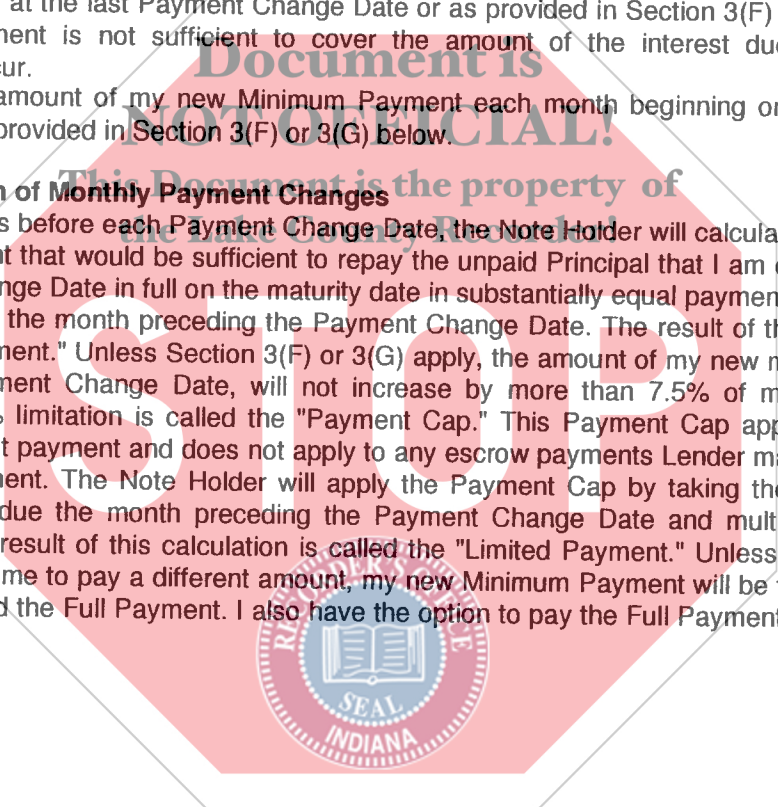 at the last Payment Change Date or as provided in Section 3(F)
ment is not sufficient to cover the amount of the interest due
cur.
amount of my new Minimum Payment each month beginning on
provided in Section 3(F) or 3(G) below.
n of Monthly Payment Changes
s before each Payment Change Date, the Note Holder will calcula
nt that would be sufficient to repay the unpaid Principal that I am
nge Date in full on the maturity date in substantially equal paymen
the month preceding the Payment Change Date. The result of th
ment." Unless Section 3(F) or 3(G) apply, the amount of my new m
ment Change Date, will not increase by more than 7.5% of m
% limitation is called the "Payment Cap." This Payment Cap app
t payment and does not apply to any escrow payments Lender ma
ment. The Note Holder will apply the Payment Cap by taking the
due the month preceding the Payment Change Date and mult
result of this calculation is called the "Limited Payment." Unless
me to pay a different amount, my new Minimum Payment will be
d the Full Payment. I also have the option to pay the Full Payment
Document is
NOT OFFICIAL!
This Document is the property of
the Lake County Recorder!
STOP
RECORDER'S OFFICE
SEAL
INDIANA